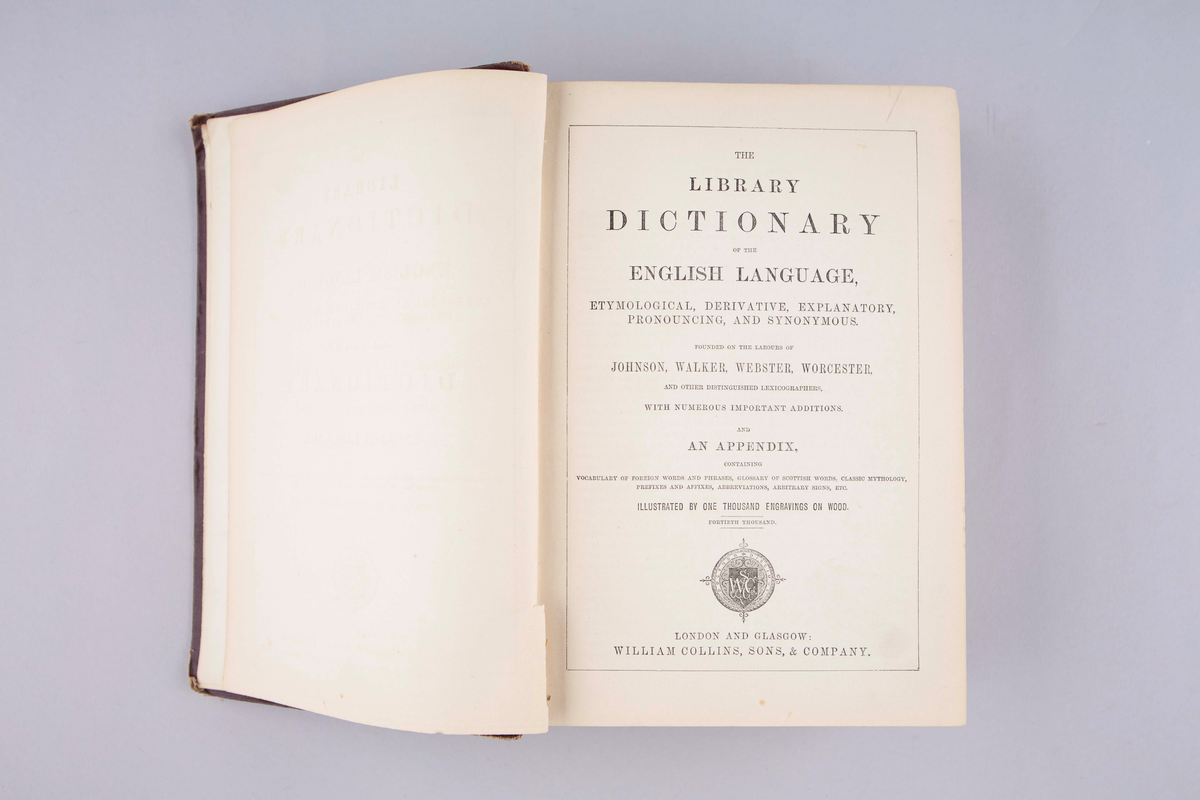 THE
LIBRARY
DICTIONARY
OF THE
ENGLISH LANGUAGE,
ETYMOLOGICAL, DERIVATIVE, EXPLANATORY,
PRONOUNCING, AND SYNONYMOUS.
FOUNDED ON THE LABOURS OF
JOHNSON, WALKER, WEBSTER, WORCESTER,
AND OTHER DISTINGUISHED LEXICOGRAPHERS,
WITH NUMEROUS IMPORTANT ADDITIONS,
AND
AN APPENDIX,
CONTAINING
VOCABULARY OF FOREIGN WORDS AND PHRASES, GLOSSARY OF SCOTTISH WORDS, CLASSIC MYTHOLOGY,
PREFIXES AND AFFIXES, ABBREVIATIONS, ARBITRARY SIGNS, ETC.
ILLUSTRATED BY ONE THOUSAND ENGRAVINGS ON WOOD.
FORTIETH THOUSAND.
LONDON AND GLASGOW:
WILLIAM COLLINS, SONS, & COMPANY.